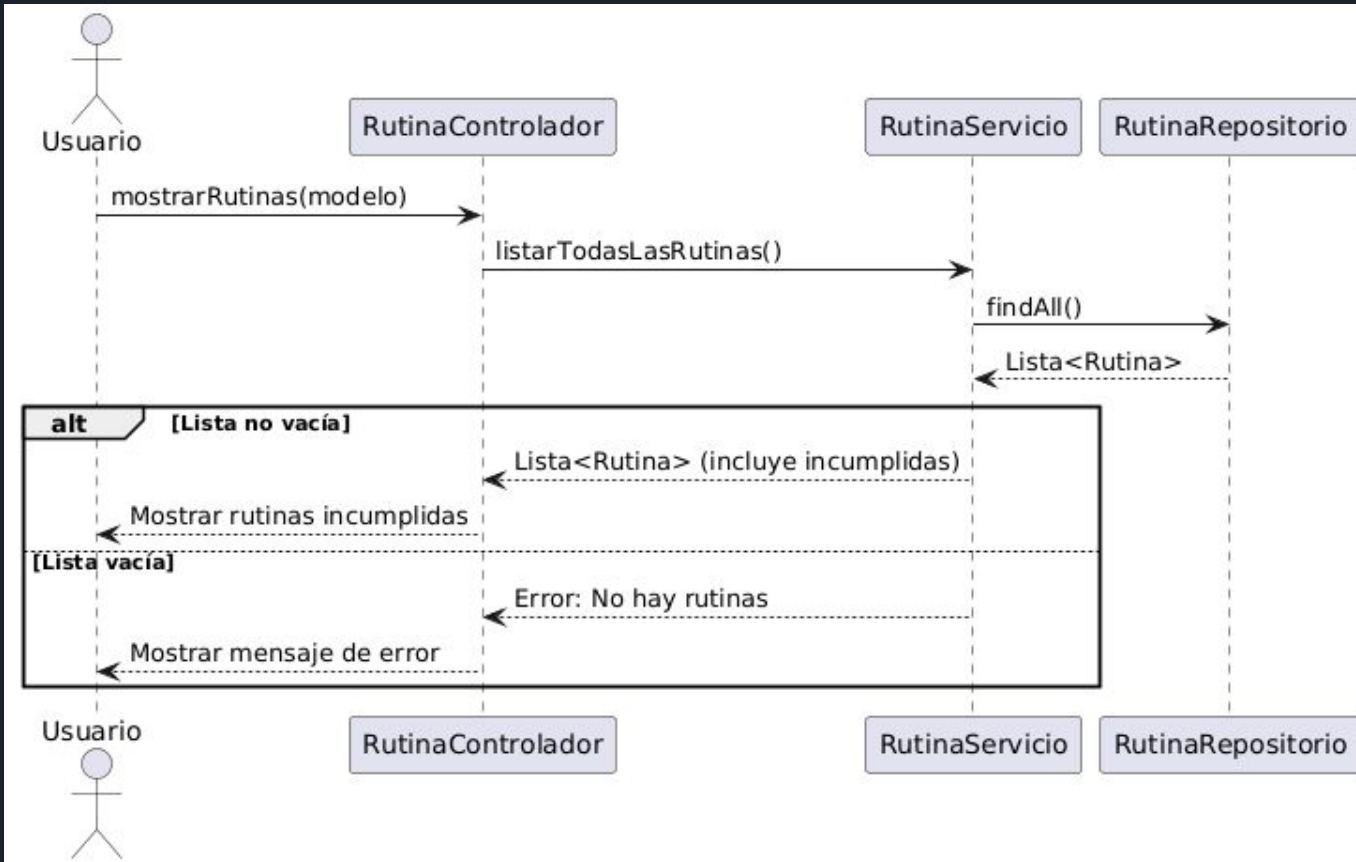 Usuario
RutinaControlador
RutinaServicio
RutinaRepositorio
mostrarRutinas(modelo)
listarTodasLasRutinas()
findAll()
Lista<Rutina>
alt
[Lista no vacía]
Lista<Rutina> (incluye incumplidas)
Mostrar rutinas incumplidas
[Lista vacía]
Error: No hay rutinas
Mostrar mensaje de error
Usuario
RutinaControlador
RutinaServicio
RutinaRepositorio